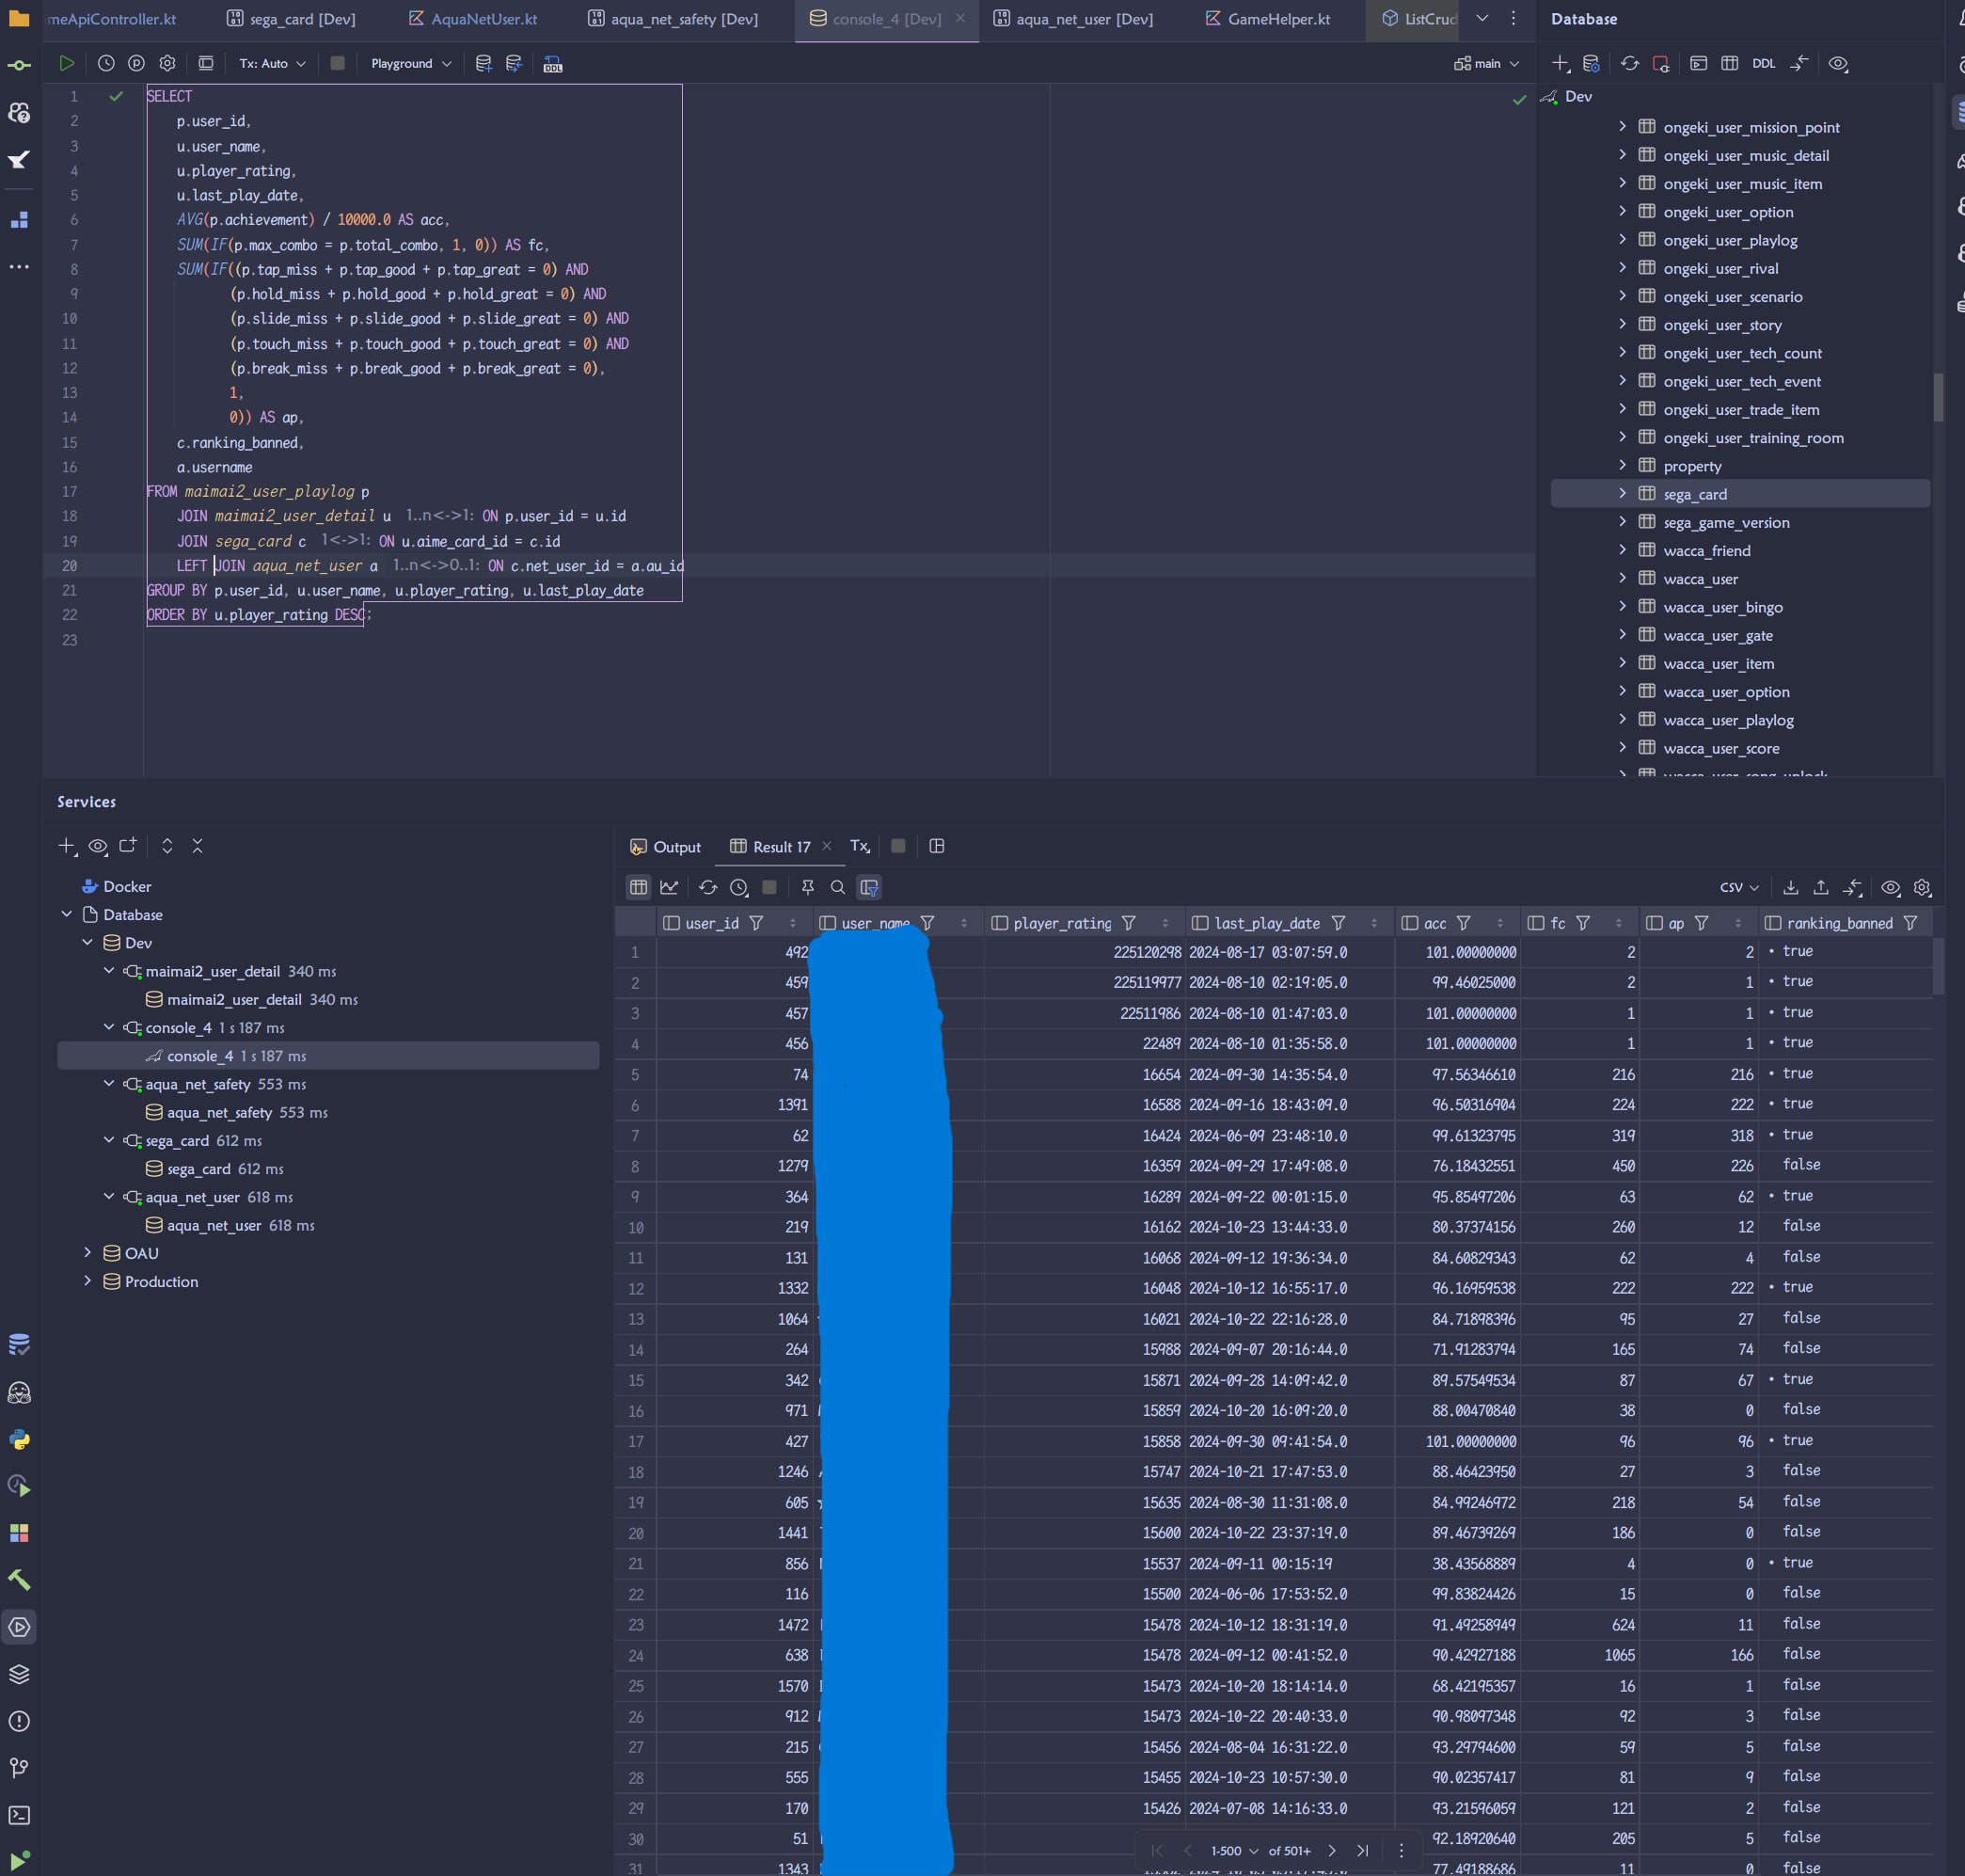 meApiController.kt
sega_card [Dev]
AquaNetUser.kt
aqua_net_safety [Dev]
console_4 [Dev]
aqua_net_user [Dev]
GameHelper.kt
ListCrud
Tx: Auto
Playground
DDL
main
1 SELECT
2 p.user_id,
3 u.user_name,
4 u.player_rating,
5 u.last_play_date,
6 AVG(p.achievement) / 10000.0 AS acc,
7 SUM(IF(p.max_combo = p.total_combo, 1, 0)) AS fc,
8 SUM(IF((p.tap_miss + p.tap_good + p.tap_great = 0) AND
9 (p.hold_miss + p.hold_good + p.hold_great = 0) AND
10 (p.slide_miss + p.slide_good + p.slide_great = 0) AND
11 (p.touch_miss + p.touch_good + p.touch_great = 0) AND
12 (p.break_miss + p.break_good + p.break_great = 0),
13 1,
14 0)) AS ap,
15 c.ranking_banned,
16 a.username
17 FROM maimai2_user_playlog p
18 JOIN maimai2_user_detail u 1..n<->1: ON p.user_id = u.id
19 JOIN sega_card c 1<->1: ON u.aime_card_id = c.id
20 LEFT JOIN aqua_net_user a 1..n<->0..1: ON c.net_user_id = a.au_id
21 GROUP BY p.user_id, u.user_name, u.player_rating, u.last_play_date
22 ORDER BY u.player_rating DESC;
23
Database
DDL
Dev
ongeki_user_mission_point
ongeki_user_music_detail
ongeki_user_music_item
ongeki_user_option
ongeki_user_playlog
ongeki_user_rival
ongeki_user_scenario
ongeki_user_story
ongeki_user_tech_count
ongeki_user_tech_event
ongeki_user_trade_item
ongeki_user_training_room
property
sega_card
sega_game_version
wacca_friend
wacca_user
wacca_user_bingo
wacca_user_gate
wacca_user_item
wacca_user_option
wacca_user_playlog
wacca_user_score
wacca_user_song_unlock
Services
Docker
Database
Dev
maimai2_user_detail 340 ms
maimai2_user_detail 340 ms
console_4 1 s 187 ms
console_4 1 s 187 ms
aqua_net_safety 553 ms
aqua_net_safety 553 ms
sega_card 612 ms
sega_card 612 ms
aqua_net_user 618 ms
aqua_net_user 618 ms
OAU
Production
Output
Result 17
Tx
CSV
user_id user_name player_rating last_play_date acc fc ap ranking_banned
1 492 225120298 2024-08-17 03:07:59.0 101.00000000 2 2 • true
2 459 225119977 2024-08-10 02:19:05.0 99.46025000 2 1 • true
3 457 22511986 2024-08-10 01:47:03.0 101.00000000 1 1 • true
4 456 22489 2024-08-10 01:35:58.0 101.00000000 1 1 • true
5 74 16654 2024-09-30 14:35:54.0 97.56346610 216 216 • true
6 1391 16588 2024-09-16 18:43:09.0 96.50316904 224 222 • true
7 62 16424 2024-06-09 23:48:10.0 99.61323795 319 318 • true
8 1279 16359 2024-09-29 17:49:08.0 76.18432551 450 226 false
9 364 16289 2024-09-22 00:01:15.0 95.85497206 63 62 • true
10 219 16162 2024-10-23 13:44:33.0 80.37374156 260 12 false
11 131 16068 2024-09-12 19:36:34.0 84.60829343 62 4 false
12 1332 16048 2024-10-12 16:55:17.0 96.16959538 222 222 • true
13 1064 16021 2024-10-22 22:16:28.0 84.71898396 95 27 false
14 264 15988 2024-09-07 20:16:44.0 71.91283794 165 74 false
15 342 15871 2024-09-28 14:09:42.0 89.57549534 87 67 • true
16 971 15859 2024-10-20 16:09:20.0 88.00470840 38 0 false
17 427 15858 2024-09-30 09:41:54.0 101.00000000 96 96 • true
18 1246 15747 2024-10-21 17:47:53.0 88.46423950 27 3 false
19 605 15635 2024-08-30 11:31:08.0 84.99246972 218 54 false
20 1441 15600 2024-10-22 23:37:19.0 89.46739269 186 0 false
21 856 15537 2024-09-11 00:15:19 38.43568889 4 0 • true
22 116 15500 2024-06-06 17:53:52.0 99.83824426 15 0 false
23 1472 15478 2024-10-12 18:31:19.0 91.49258949 624 11 false
24 638 15478 2024-09-12 00:41:52.0 90.42927188 1065 166 false
25 1570 15473 2024-10-20 18:14:14.0 68.42195357 16 1 false
26 912 15473 2024-10-22 20:40:33.0 90.98097348 92 3 false
27 215 15456 2024-08-04 16:31:22.0 93.29794600 59 5 false
28 555 15455 2024-10-23 10:57:30.0 90.02357417 81 9 false
29 170 15426 2024-07-08 14:16:33.0 93.21596059 121 2 false
30 51 92.18920640 205 5 false
31 1343 77.49188686 11 0 false
1-500 of 501+